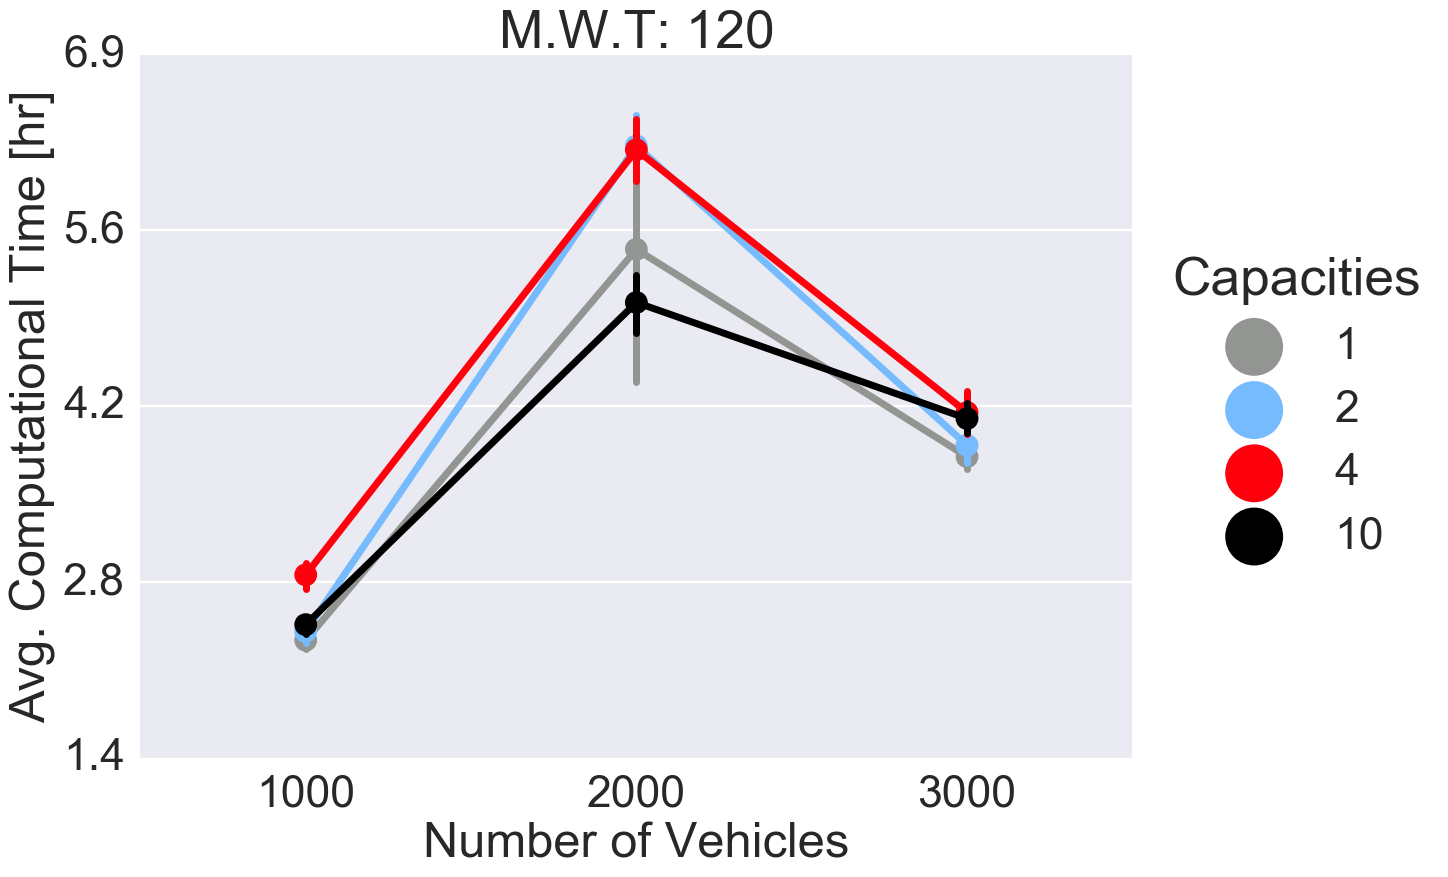 M.W.T: 120
Avg. Computational Time [hr]
6.9
5.6
4.2
2.8
1.4
1000 2000 3000
Number of Vehicles
Capacities
1
2
4
10